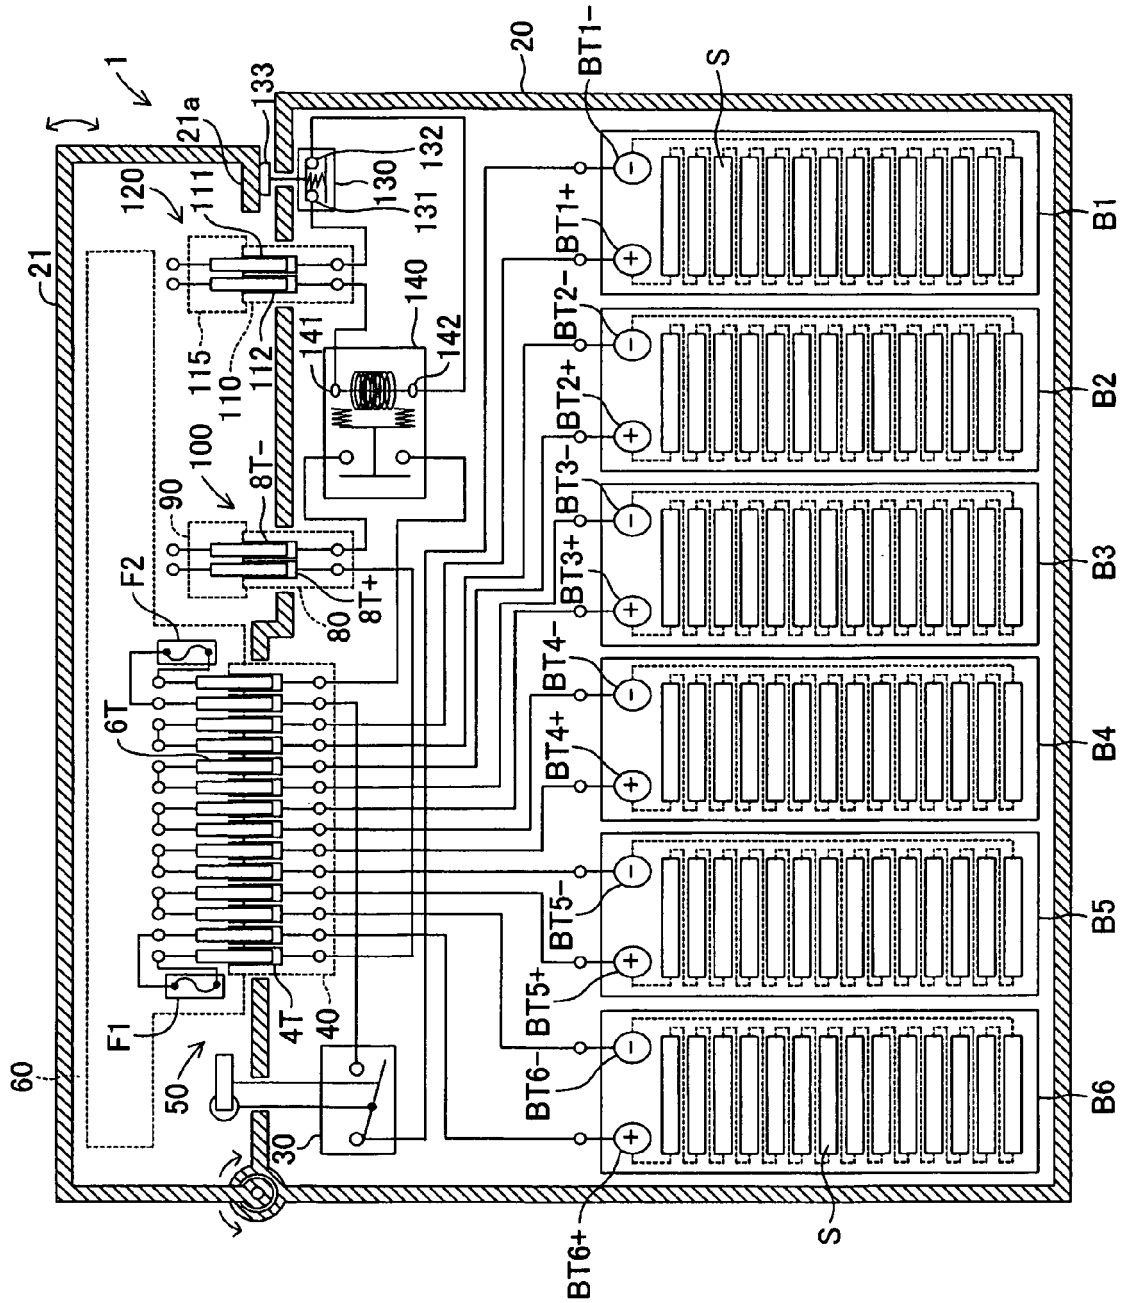 1
20
21
21a
133
120
111
132
130
131
115
110
112
141
140
142
100
8T-
90
F2
80
8T+
6T
60
F1
50
4T
40
30
BT1-
S
BT1+
BT2-
BT2+
BT3-
BT3+
BT4-
BT4+
BT5-
BT5+
BT6-
BT6+
S
B1
B2
B3
B4
B5
B6
- + - + - + - + - + - +